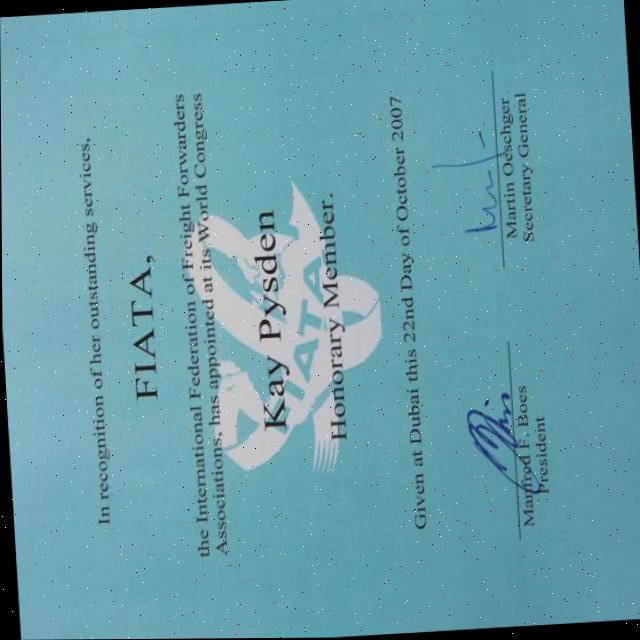 In recognition of her outstanding services,
FIATA,
the International Federation of Freight Forwarders
Associations, has appointed at its World Congress
Kay Pysden
Honorary Member.
FIATA
Given at Dubai this 22nd Day of October 2007
Manfred F. Boes
President
Martin Oeschger
Secretary General